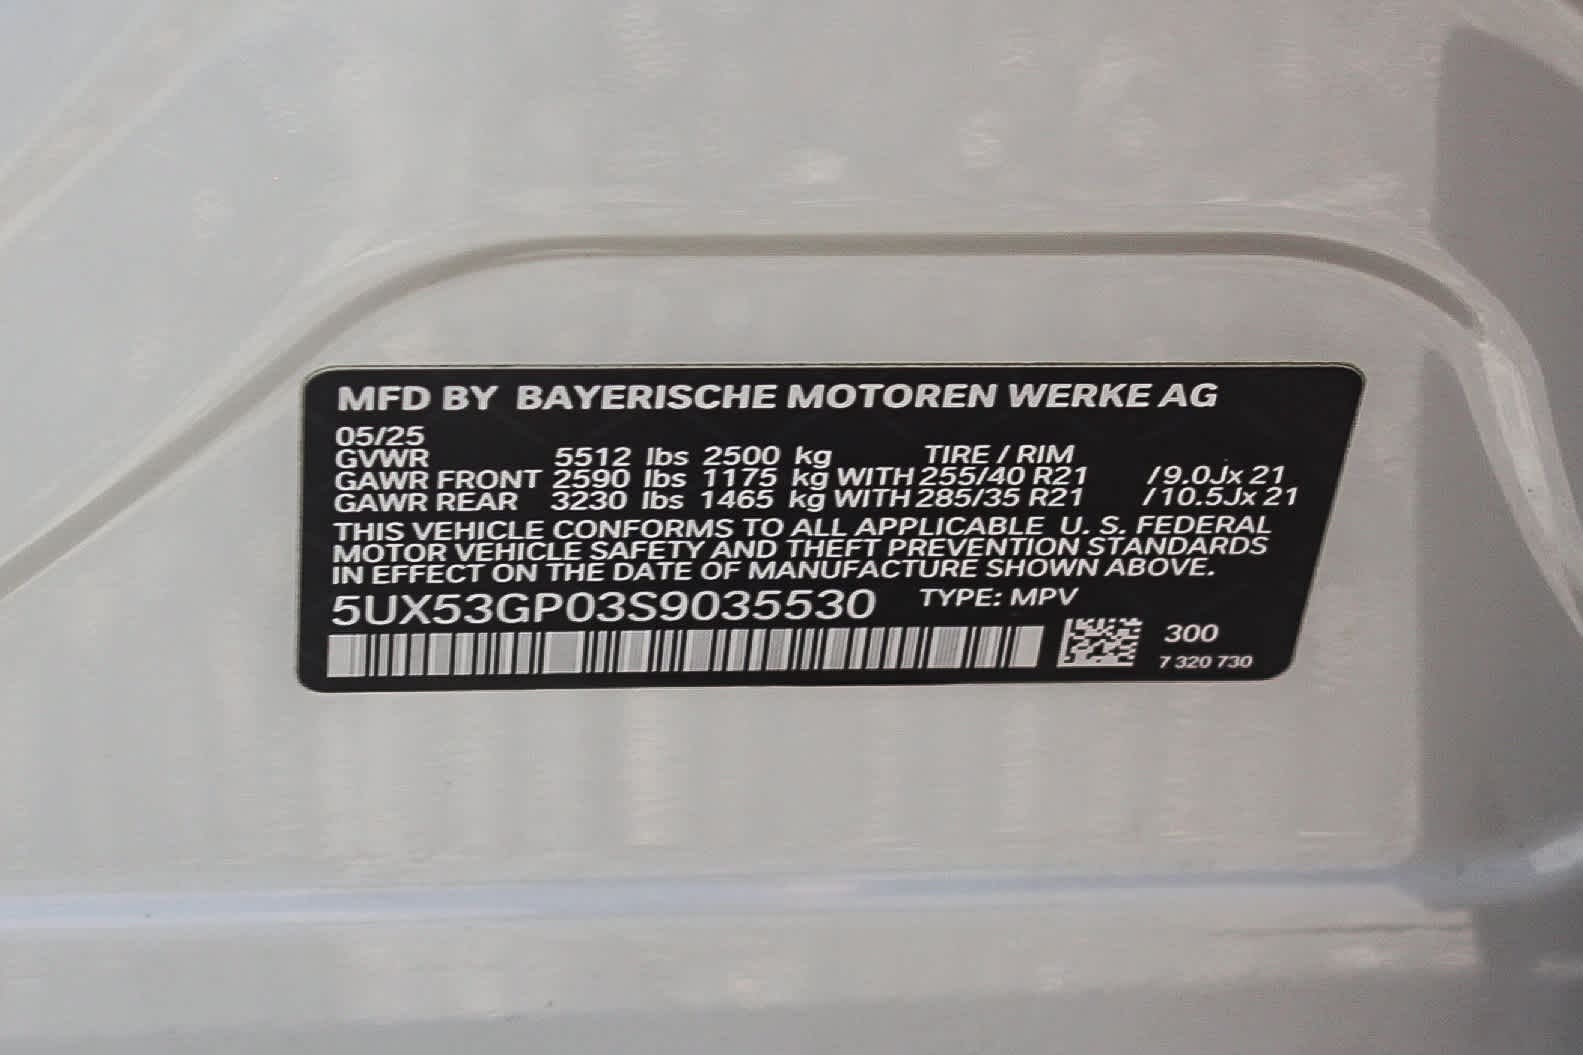 MFD BY BAYERISCHE MOTOREN WERKE AG
05/25
GVWR 5512 lbs 2500 kg TIRE / RIM
GAWR FRONT 2590 lbs 1175 kg WITH 255/40 R21 /9.0Jx 21
GAWR REAR 3230 lbs 1465 kg WITH 285/35 R21 /10.5Jx 21
THIS VEHICLE CONFORMS TO ALL APPLICABLE U. S. FEDERAL
MOTOR VEHICLE SAFETY AND THEFT PREVENTION STANDARDS
IN EFFECT ON THE DATE OF MANUFACTURE SHOWN ABOVE.
5UX53GP03S9035530 TYPE: MPV
300
7 320 730